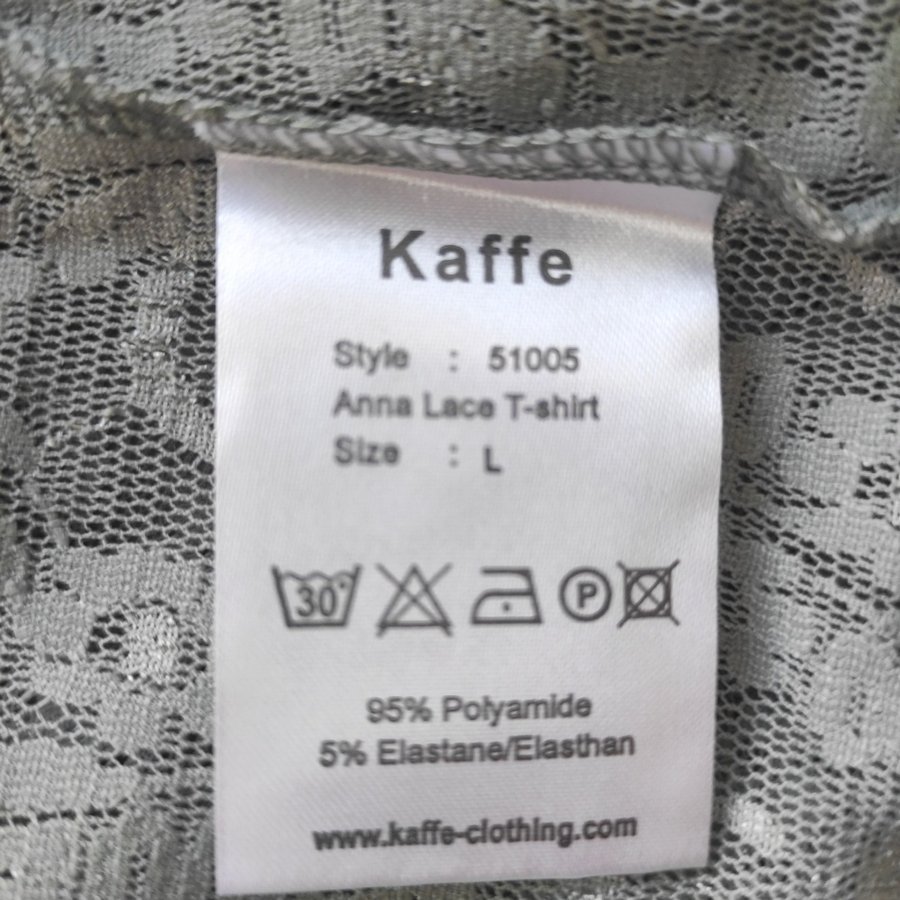 Kaffe
Style : 51005
Anna Lace T-shirt
Size : L
30° P
95% Polyamide
5% Elastane/Elasthan
www.kaffe-clothing.com